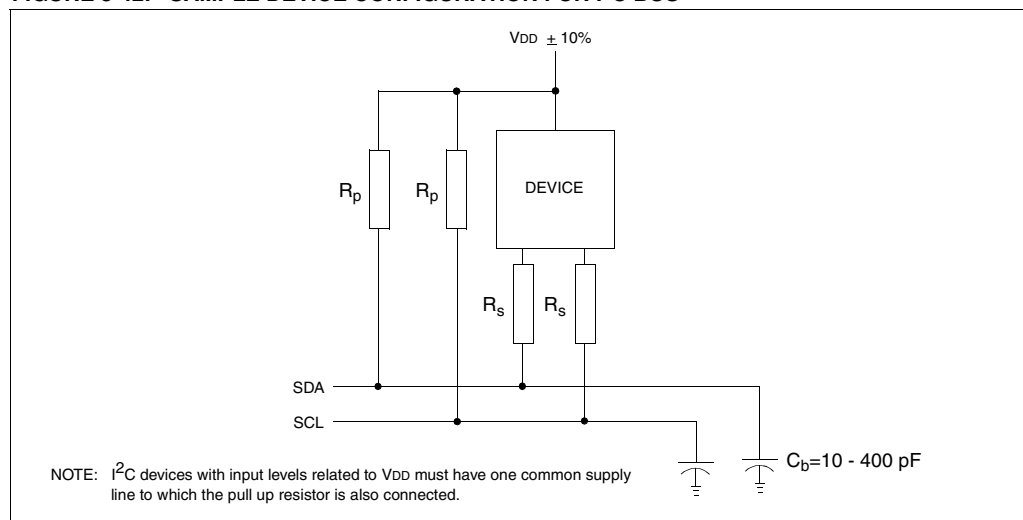 VDD ± 10%
Rp Rp DEVICE
Rs Rs
SDA
SCL
Cb=10 - 400 pF
NOTE: I2C devices with input levels related to VDD must have one common supply
line to which the pull up resistor is also connected.